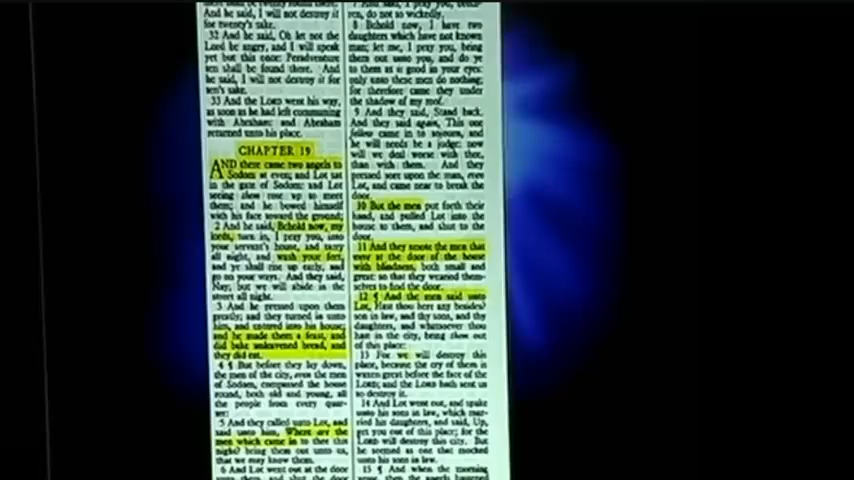 And he said, I will not destroy it
for twenty's sake.
32 And he said, Oh let not the
Lord be angry, and I will speak
yet but this once: Peradventure
ten shall be found there. And
he said, I will not destroy it for
ten's sake.
33 And the LORD went his way,
as soon as he had left communing
with Abraham: and Abraham
returned unto his place.
CHAPTER 19
AND there came two angels to
Sodom at even; and Lot sat
in the gate of Sodom: and Lot
seeing them rose up to meet
them; and he bowed himself
with his face toward the ground;
2 And he said, Behold now, my
lords, turn in, I pray you, into
your servant's house, and tarry
all night, and wash your feet,
and ye shall rise up early, and
go on your ways. And they said,
Nay; but we will abide in the
street all night.
3 And he pressed upon them
greatly; and they turned in unto
him, and entered into his house;
and he made them a feast, and
did bake unleavened bread, and
they did eat.
4 ¶ But before they lay down,
the men of the city, even the men
of Sodom, compassed the house
round, both old and young, all
the people from every quar-
ter:
5 And they called unto Lot, and
said unto him, Where are the
men which came in to thee this
night? bring them out unto us,
that we may know them.
6 And Lot went out at the door
ren, do not so wickedly.
8 Behold now, I have two
daughters which have not known
man; let me, I pray you, bring
them out unto you, and do ye
to them as is good in your eyes:
only unto these men do nothing;
for therefore came they under
the shadow of my roof.
9 And they said, Stand back.
And they said again, This one
fellow came in to sojourn, and
he will needs be a judge: now
will we deal worse with thee,
than with them. And they
pressed sore upon the man, even
Lot, and came near to break the
door.
10 But the men put forth their
hand, and pulled Lot into the
house to them, and shut to the
door.
11 And they smote the men that
were at the door of the house
with blindness, both small and
great: so that they wearied them-
selves to find the door.
12 ¶ And the men said unto
Lot, Hast thou here any besides?
son in law, and thy sons, and thy
daughters, and whatsoever thou
hast in the city, bring them out
of this place:
13 For we will destroy this
place, because the cry of them is
waxen great before the face of the
LORD; and the LORD hath sent us
to destroy it.
14 And Lot went out, and spake
unto his sons in law, which mar-
ried his daughters, and said, Up,
get you out of this place; for the
LORD will destroy this city. But
he seemed as one that mocked
unto his sons in law.
15 ¶ And when the morning